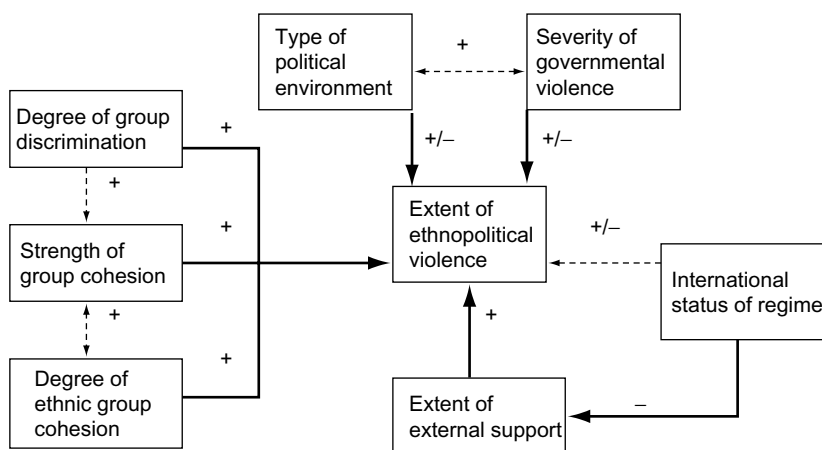 Type of
political
environment
+
Severity of
governmental
violence
Degree of group
discrimination
+
+/–
+/–
+
Strength of
group cohesion
+
Extent of
ethnopolitical
violence
+/–
International
status of regime
+
+
Degree of
ethnic group
cohesion
+
Extent of
external support
–